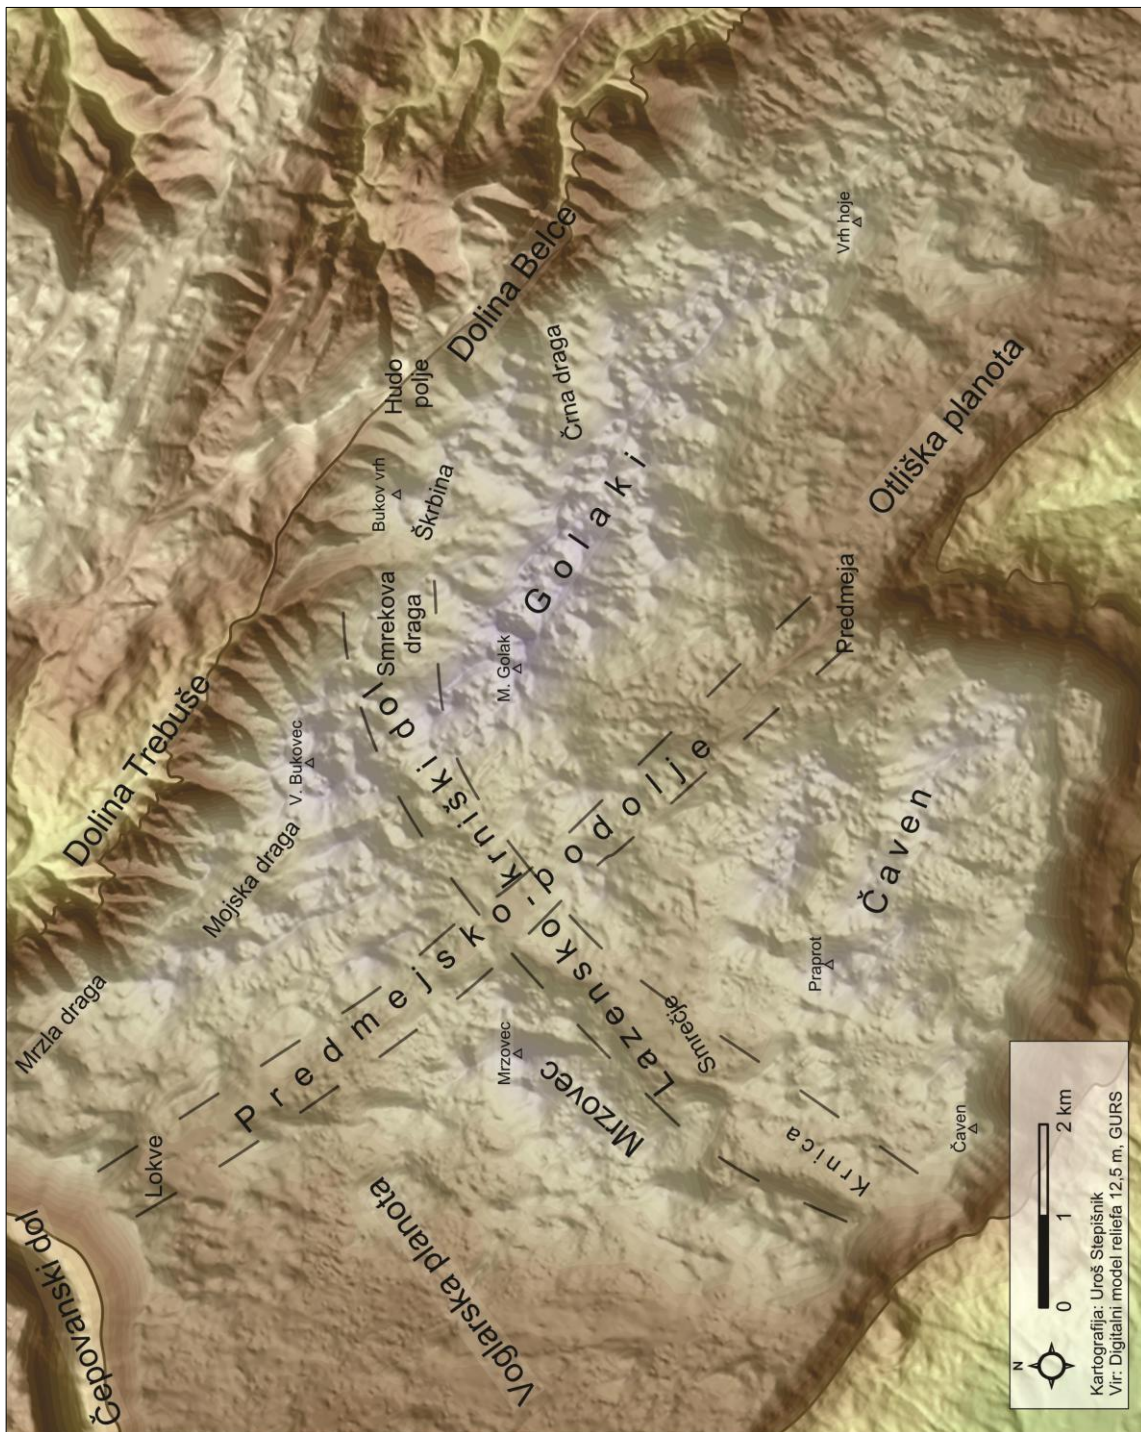 Čepovanski dol
Mrzla draga
Dolina Trebuše
Lokve
Mojska draga
V. Bukovec
Predmejsko - podolje
Voglarska planota
Bukov vrh
Škrbina
Hudo
polje
Smrekova
draga
Dolina Belce
Mrzovec
Mrzovec
M. Golak
Črna draga
Golaki
Lazensko - krniški dol
Smrečje
Krnica
Praprot
Čaven
Predmeja
Otliška planota
Vrh hoje
Čaven
N
0
1
2 km
Kartografija: Uroš Stepišnik
Vir: Digitalni model reliefa 12,5 m, GURS